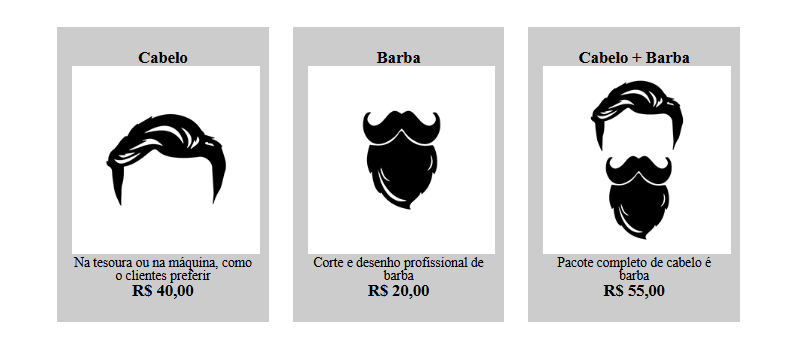 Cabelo
Na tesoura ou na máquina, como
o clientes preferir
R$ 40,00
Barba
Corte e desenho profissional de
barba
R$ 20,00
Cabelo + Barba
Pacote completo de cabelo é
barba
R$ 55,00